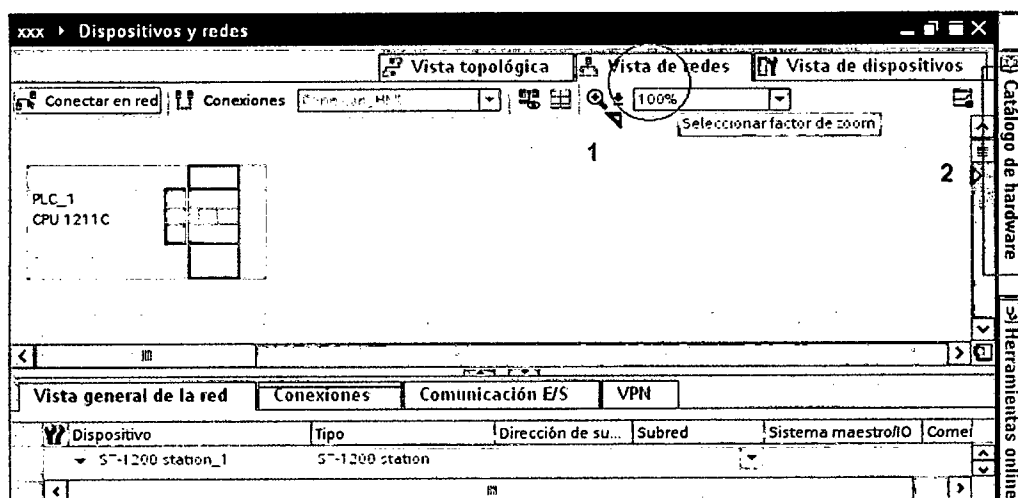 xxx ▸ Dispositivos y redes
Vista topológica
Vista de redes
Vista de dispositivos
Conectar en red
Conexiones
100%
Seleccionar factor de zoom
1
2
PLC_1
CPU 1211C
Catálogo de hardware
Herramientas online
Vista general de la red
Conexiones
Comunicación E/S
VPN
Dispositivo
Tipo
Dirección de su...
Subred
Sistema maestro/IO
Comei
S7-1200 station_1
S7-1200 station